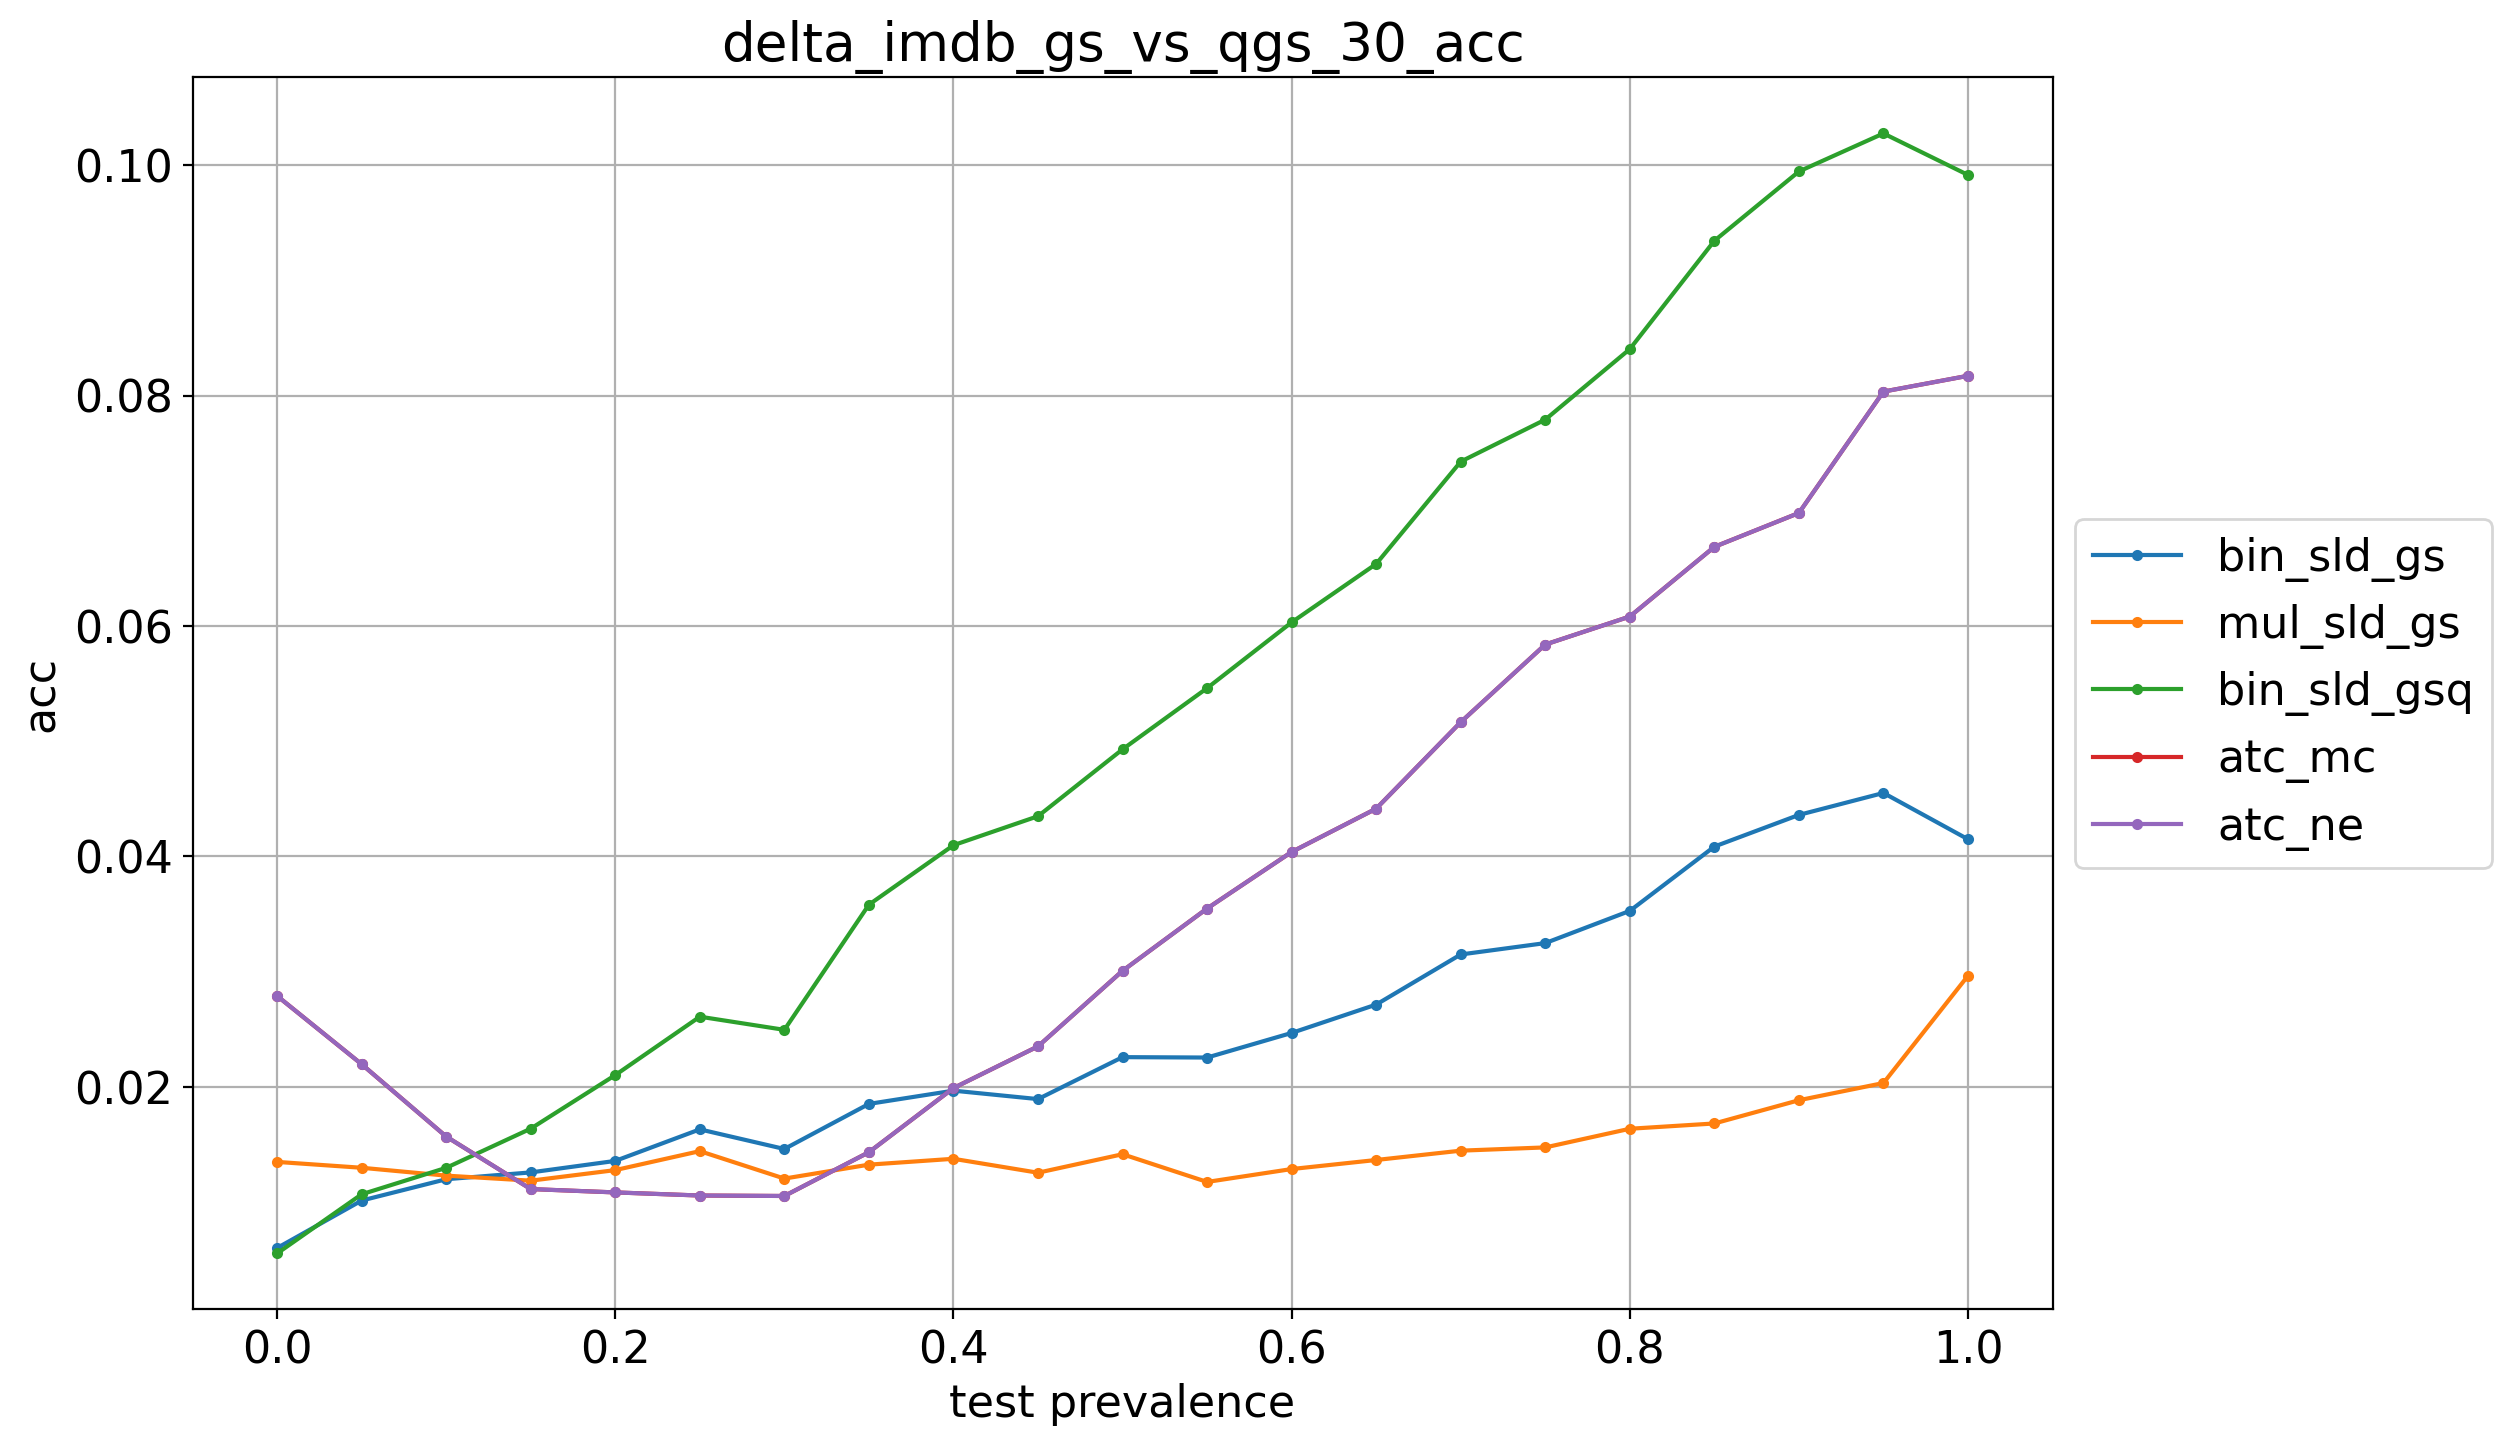 delta_imdb_gs_vs_qgs_30_acc
acc
0.10
0.08
0.06
0.04
0.02
0.0 0.2 0.4 0.6 0.8 1.0
test prevalence
bin_sld_gs
mul_sld_gs
bin_sld_gsq
atc_mc
atc_ne